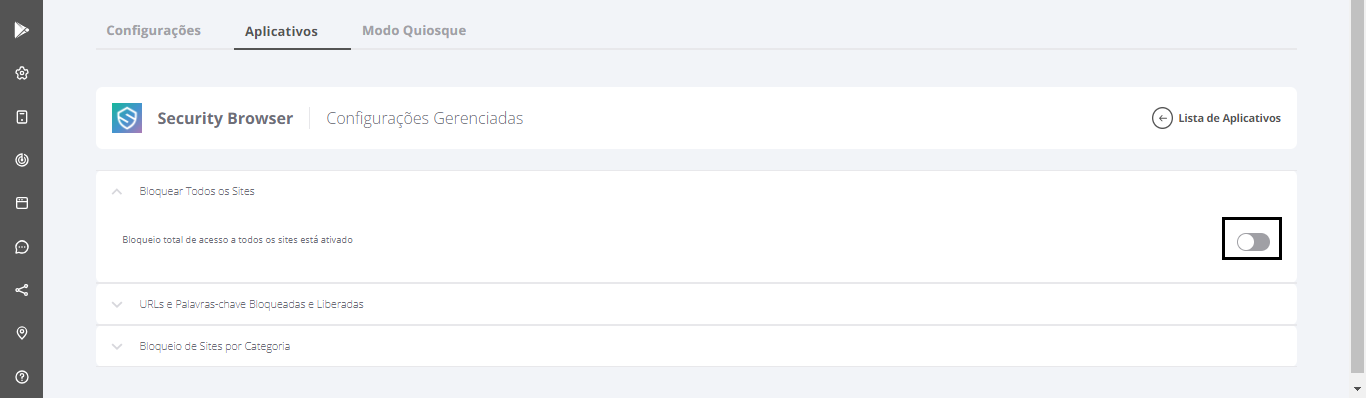 Configurações
Aplicativos
Modo Quiosque
Security Browser
Configurações Gerenciadas
Lista de Aplicativos
Bloquear Todos os Sites
Bloqueio total de acesso a todos os sites está ativado
URLs e Palavras-chave Bloqueadas e Liberadas
Bloqueio de Sites por Categoria